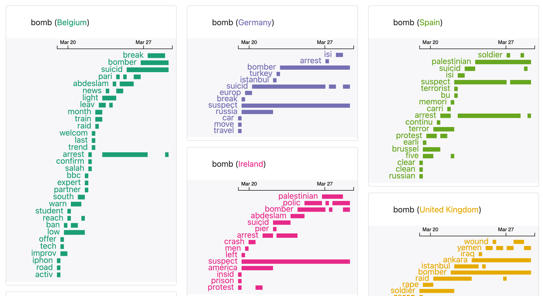 bomb (Belgium)
Mar 20 Mar 27
break
bomber
suicid
pari
abdeslam
news
light
leav
month
train
raid
welcom
last
trend
arrest
confirm
salah
bbc
expert
partner
south
warn
student
reach
ban
low
offer
tech
improv
iphon
road
activ
bomb (Germany)
Mar 20 Mar 27
isi
arrest
bomber
turkey
istanbul
suicid
europ
break
suspect
russia
car
move
travel
bomb (Ireland)
Mar 20 Mar 27
palestinian
polic
bomber
abdeslam
suicid
pier
arrest
crash
men
left
suspect
america
insid
prison
protest
bomb (Spain)
Mar 20 Mar 27
soldier
palestinian
suicid
isi
suspect
terrorist
bu
memori
carri
arrest
continu
terror
protest
earli
brussel
five
clear
clean
russian
bomb (United Kingdom)
Mar 20 Mar 27
wound
yemen
iraq
ankara
istanbul
bomber
raid
rape
soldier